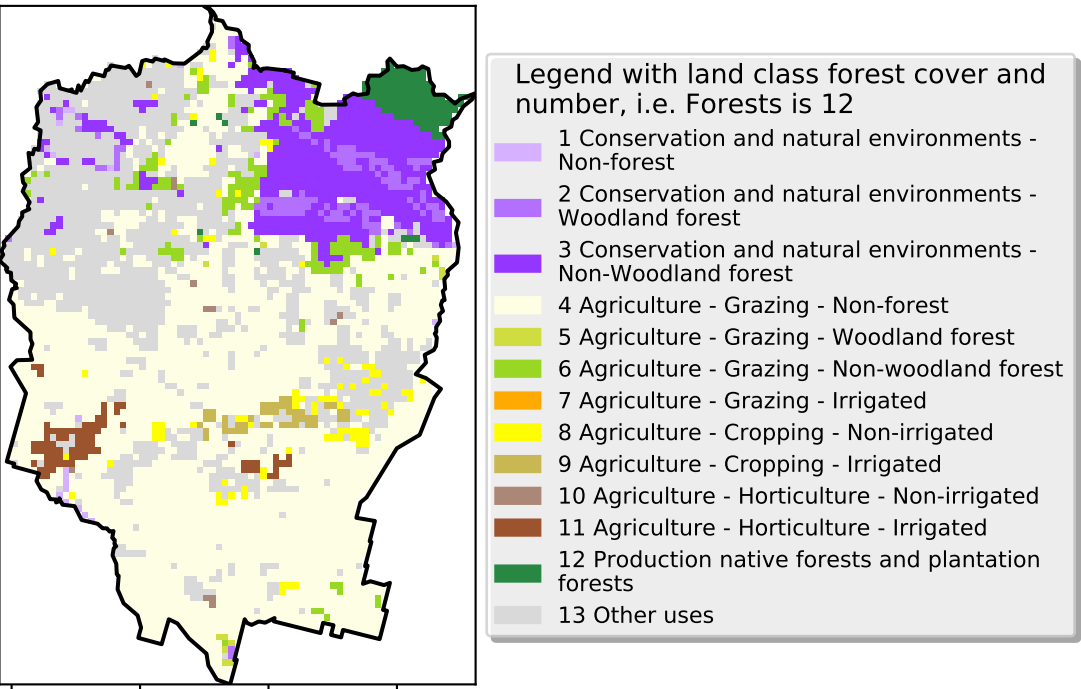 Legend with land class forest cover and
number, i.e. Forests is 12
1 Conservation and natural environments -
Non-forest
2 Conservation and natural environments -
Woodland forest
3 Conservation and natural environments -
Non-Woodland forest
4 Agriculture - Grazing - Non-forest
5 Agriculture - Grazing - Woodland forest
6 Agriculture - Grazing - Non-woodland forest
7 Agriculture - Grazing - Irrigated
8 Agriculture - Cropping - Non-irrigated
9 Agriculture - Cropping - Irrigated
10 Agriculture - Horticulture - Non-irrigated
11 Agriculture - Horticulture - Irrigated
12 Production native forests and plantation
forests
13 Other uses